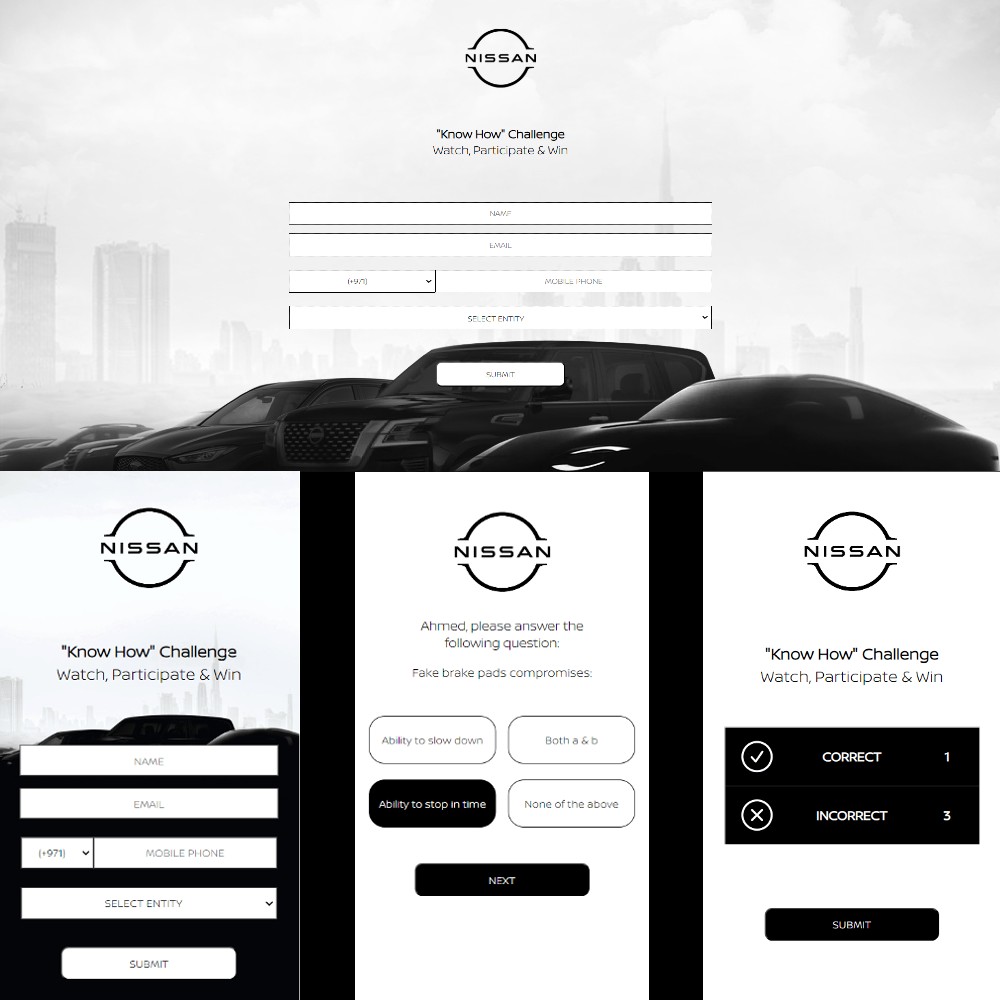 NISSAN
"Know How" Challenge
Watch, Participate & Win
NAME
EMAIL
(+971)
MOBILE PHONE
SELECT ENTITY
SUBMIT
NISSAN
"Know How" Challenge
Watch, Participate & Win
NAME
EMAIL
(+971)
MOBILE PHONE
SELECT ENTITY
SUBMIT
NISSAN
Ahmed, please answer the
following question:
Fake brake pads compromises:
Ability to slow down
Both a & b
Ability to stop in time
None of the above
NEXT
NISSAN
"Know How" Challenge
Watch, Participate & Win
CORRECT 1
INCORRECT 3
SUBMIT